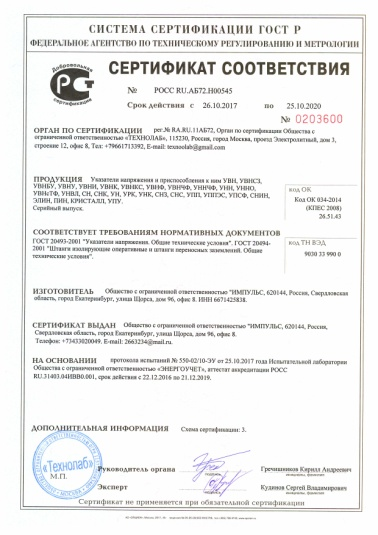 СИСТЕМА СЕРТИФИКАЦИИ ГОСТ Р
ФЕДЕРАЛЬНОЕ АГЕНТСТВО ПО ТЕХНИЧЕСКОМУ РЕГУЛИРОВАНИЮ И МЕТРОЛОГИИ
Добровольная
сертификация
СЕРТИФИКАТ СООТВЕТСТВИЯ
№ РОСС RU.АБ72.Н00545
Срок действия с 26.10.2017 по 25.10.2020
№ 0203600
ОРГАН ПО СЕРТИФИКАЦИИ рег.№ RA.RU.11АБ72, Орган по сертификации Общества с
ограниченной ответственностью «ТЕХНОЛАБ», 115230, Россия, город Москва, проезд Электролитный, дом 3,
строение 12, офис 8, Тел: +79661713392, E-mail: texnoolab@gmail.com
ПРОДУКЦИЯ Указатели напряжения и приспособления к ним УВН, УВНСЗ,
УВНБУ, УВНУ, УВНИ, УВНК, УВНКС, УВНФ, УВНЧФ, УНЧФ, УНН, УННО,
УВНсТФ, УНВЛ, СН, СНК, УН, УРК, УНК, СНЗ, СНС, УПП, УППЭС, УПСФ, СНИН,
ЭЛИН, ПИН, КРИСТАЛЛ, УПУ.
Серийный выпуск.
код ОК
Код ОК 034-2014
(КПЕС 2008)
26.51.43
СООТВЕТСТВУЕТ ТРЕБОВАНИЯМ НОРМАТИВНЫХ ДОКУМЕНТОВ
ГОСТ 20493-2001 "Указатели напряжения. Общие технические условия". ГОСТ 20494-
2001 "Штанги изолирующие оперативные и штанги переносных заземлений. Общие
технические условия".
код ТН ВЭД
9030 33 990 0
ИЗГОТОВИТЕЛЬ Общество с ограниченной ответственностью "ИМПУЛЬС, 620144, Россия, Свердловская
область, город Екатеринбург, улица Щорса, дом 96, офис 8. ИНН 6671425838.
СЕРТИФИКАТ ВЫДАН Общество с ограниченной ответственностью "ИМПУЛЬС, 620144, Россия,
Свердловская область, город Екатеринбург, улица Щорса, дом 96, офис 8.
Телефон: +73433020049. E-mail: 2663234@mail.ru.
НА ОСНОВАНИИ протокола испытаний № 550-02/10-ЭУ от 25.10.2017 года Испытательной лаборатории
Общества с ограниченной ответственностью «ЭНЕРГОУЧЕТ», аттестат аккредитации РОСС
RU.31403.04ИВВ0.001, срок действия с 22.12.2016 по 21.12.2019.
ДОПОЛНИТЕЛЬНАЯ ИНФОРМАЦИЯ Схема сертификации: 3.
«Технолаб»
М.П.
Руководитель органа Гречишников Кирилл Андреевич
Эксперт Кудинов Сергей Владимирович
Сертификат не применяется при обязательной сертификации